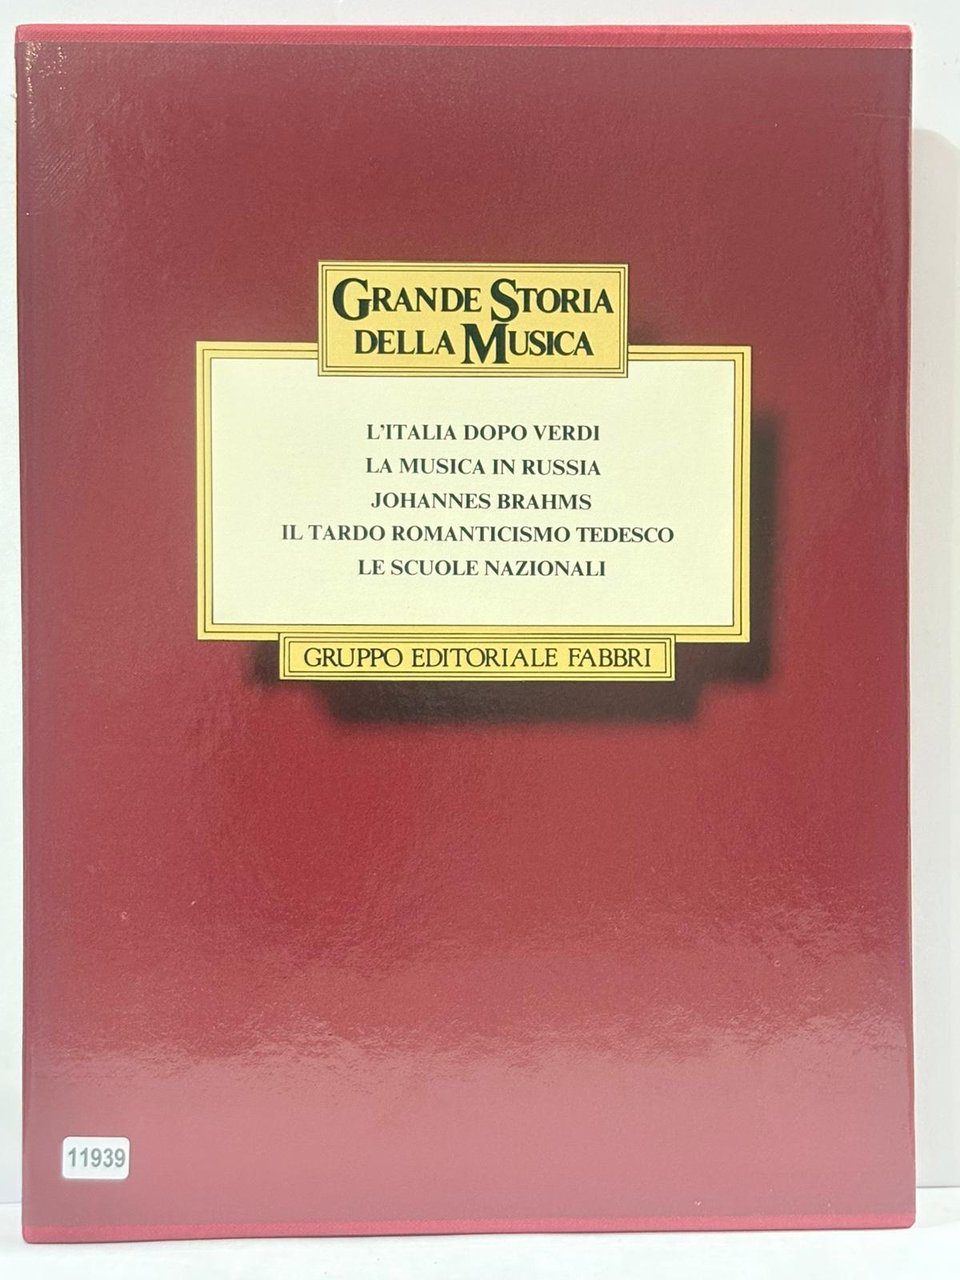 GRANDE STORIA
DELLA MUSICA
L'ITALIA DOPO VERDI
LA MUSICA IN RUSSIA
JOHANNES BRAHMS
IL TARDO ROMANTICISMO TEDESCO
LE SCUOLE NAZIONALI
GRUPPO EDITORIALE FABBRI
11939